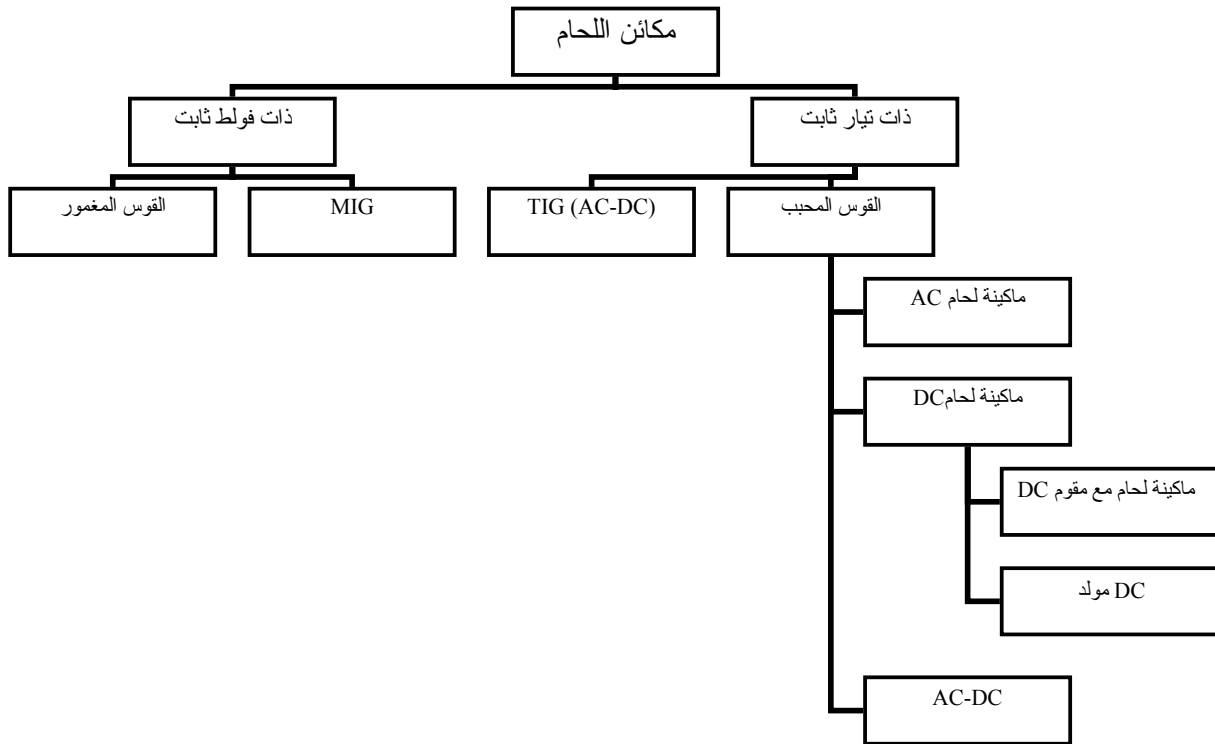 مكائن اللحام
ذات تيار ثابت
ذات فولط ثابت
القوس المحبب
TIG (AC-DC)
MIG
القوس المغمور
ماكينة لحام AC
ماكينة لحامDC
ماكينة لحام مع مقوم DC
DC مولد
AC-DC